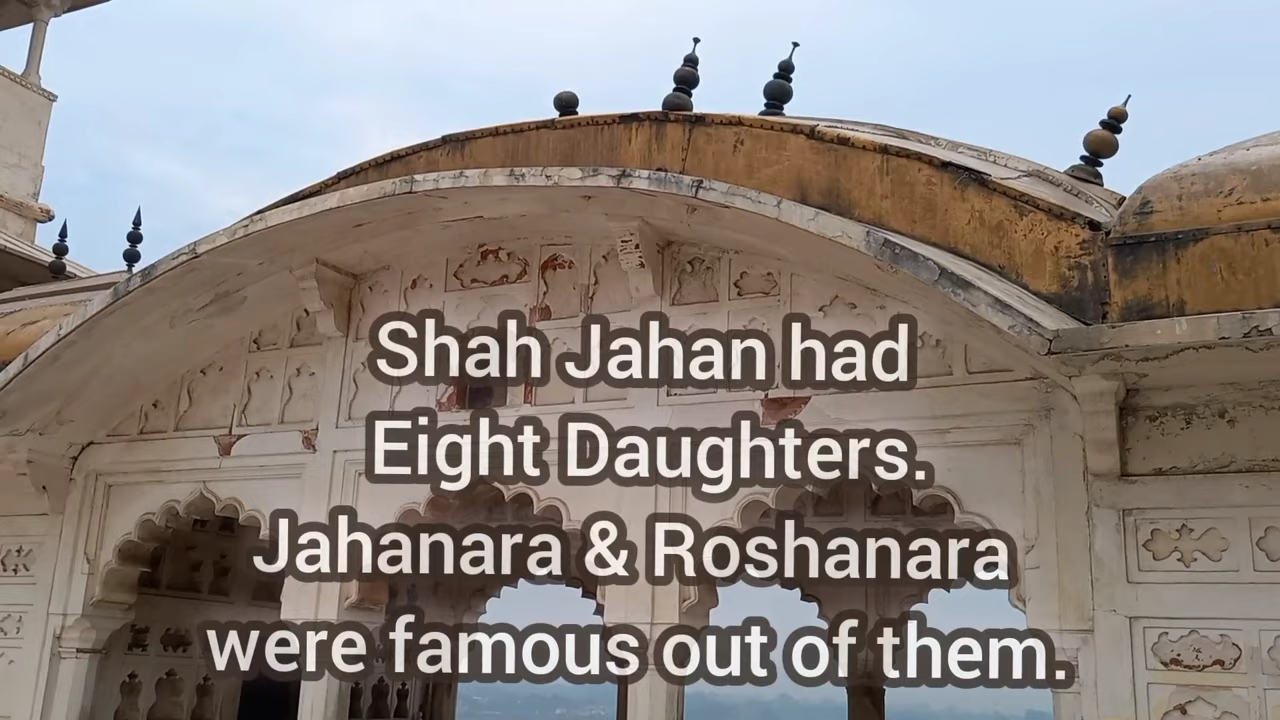 Shah Jahan had
Eight Daughters.
Jahanara & Roshanara
were famous out of them.